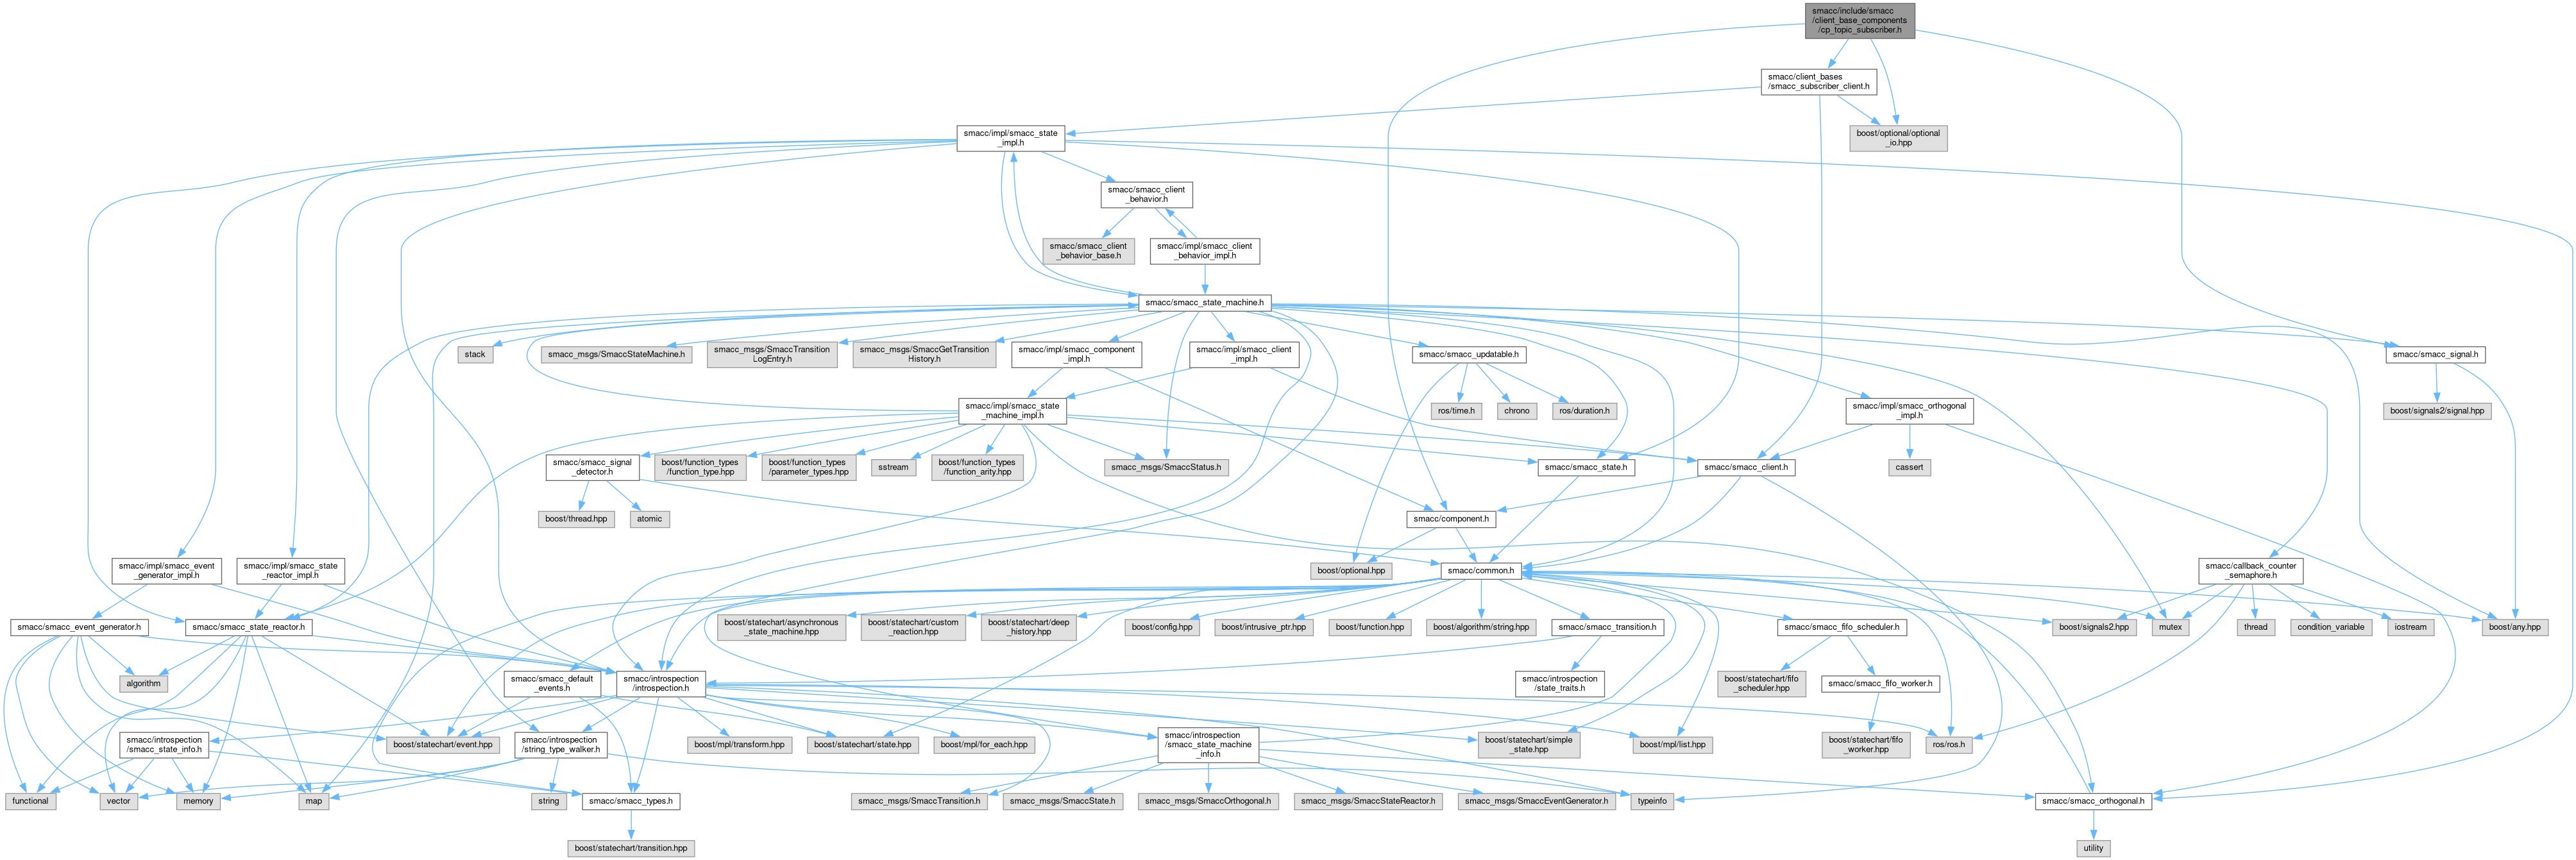 smacc/include/smacc
/client_base_components
/cp_topic_subscriber.h
smacc/client_bases
/smacc_subscriber_client.h
smacc/impl/smacc_state
_impl.h
boost/optional/optional
_io.hpp
smacc/smacc_client
_behavior.h
smacc/smacc_client
_behavior_base.h
smacc/impl/smacc_client
_behavior_impl.h
smacc/smacc_state_machine.h
stack
smacc_msgs/SmaccStateMachine.h
smacc_msgs/SmaccTransition
LogEntry.h
smacc_msgs/SmaccGetTransition
History.h
smacc/impl/smacc_component
_impl.h
smacc/impl/smacc_client
_impl.h
smacc/smacc_updatable.h
smacc/smacc_signal.h
smacc/impl/smacc_state
_machine_impl.h
ros/time.h
chrono
ros/duration.h
smacc/impl/smacc_orthogonal
_impl.h
boost/signals2/signal.hpp
smacc/smacc_signal
_detector.h
boost/function_types
/function_type.hpp
boost/function_types
/parameter_types.hpp
sstream
boost/function_types
/function_arity.hpp
smacc_msgs/SmaccStatus.h
smacc/smacc_state.h
smacc/smacc_client.h
cassert
boost/thread.hpp
atomic
smacc/component.h
smacc/impl/smacc_event
_generator_impl.h
smacc/impl/smacc_state
_reactor_impl.h
boost/optional.hpp
smacc/common.h
smacc/callback_counter
_semaphore.h
smacc/smacc_event_generator.h
smacc/smacc_state_reactor.h
boost/statechart/asynchronous
_state_machine.hpp
boost/statechart/custom
_reaction.hpp
boost/statechart/deep
_history.hpp
boost/config.hpp
boost/intrusive_ptr.hpp
boost/function.hpp
boost/algorithm/string.hpp
smacc/smacc_transition.h
smacc/smacc_fifo_scheduler.h
boost/signals2.hpp
mutex
thread
condition_variable
iostream
boost/any.hpp
algorithm
smacc/smacc_default
_events.h
smacc/introspection
/introspection.h
smacc/introspection
/state_traits.h
boost/statechart/fifo
_scheduler.hpp
smacc/smacc_fifo_worker.h
smacc/introspection
/smacc_state_info.h
boost/statechart/event.hpp
smacc/introspection
/string_type_walker.h
boost/mpl/transform.hpp
boost/statechart/state.hpp
boost/mpl/for_each.hpp
smacc/introspection
/smacc_state_machine
_info.h
boost/statechart/simple
_state.hpp
boost/mpl/list.hpp
boost/statechart/fifo
_worker.hpp
ros/ros.h
functional
vector
memory
map
string
smacc/smacc_types.h
smacc_msgs/SmaccTransition.h
smacc_msgs/SmaccState.h
smacc_msgs/SmaccOrthogonal.h
smacc_msgs/SmaccStateReactor.h
smacc_msgs/SmaccEventGenerator.h
typeinfo
smacc/smacc_orthogonal.h
boost/statechart/transition.hpp
utility